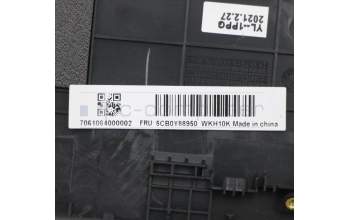 YL-1PPG
2021.2.27
7061064000002 FRU 5CB0Y88950 WKH10K Made in china